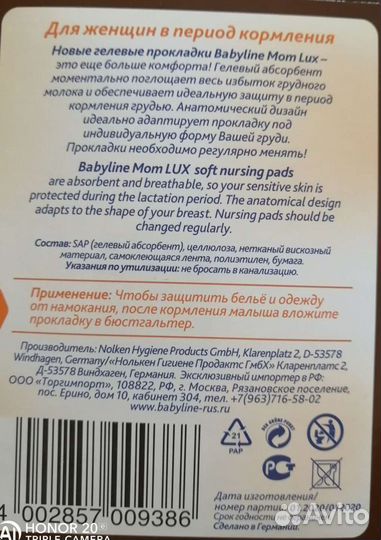 Для женщин в период кормления
Новые гелевые прокладки Babyline Mom Lux –
это еще больше комфорта! Гелевый абсорбент
моментально поглощает весь избыток грудного
молока и обеспечивает идеальную защиту в период
кормления грудью. Анатомический дизайн
идеально адаптирует прокладку под
индивидуальную форму Вашей груди.
Прокладки необходимо регулярно менять!
Babyline Mom LUX soft nursing pads
are absorbent and breathable, so your sensitive skin is
protected during the lactation period. The anatomical design
adapts to the shape of your breast. Nursing pads should be
changed regularly.
Состав: SAP (гелевый абсорбент), целлюлоза, нетканый вискозный
материал, самоклеющаяся лента, полиэтилен, бумага.
Указания по утилизации: не бросать в канализацию.
Применение: Чтобы защитить бельё и одежду
от намокания, после кормления малыша вложите
прокладку в бюстгальтер.
Производитель: Nolken Hygiene Products GmbH, Klarenplatz 2, D-53578
Windhagen, Germany/«Нолькен Гигиене Продактс ГмбХ» Кларенплатц 2,
Д-53578 Виндхаген, Германия. Эксклюзивный импортер в РФ:
ООО «Торгимпорт», 108822, РФ, г. Москва, Рязановское поселение,
пос. Ерино, дом 10, кабинет 304, тел.: +7(963)716-58-02
www.babyline-rus.ru
DER GRÜNE PUNKT
21
PAP
4 002857 009386
Дата изготовления/
номер партии
Срок годности
Сделано в Германии.
HONOR 20e
TRIPLE CAMERA
Avito